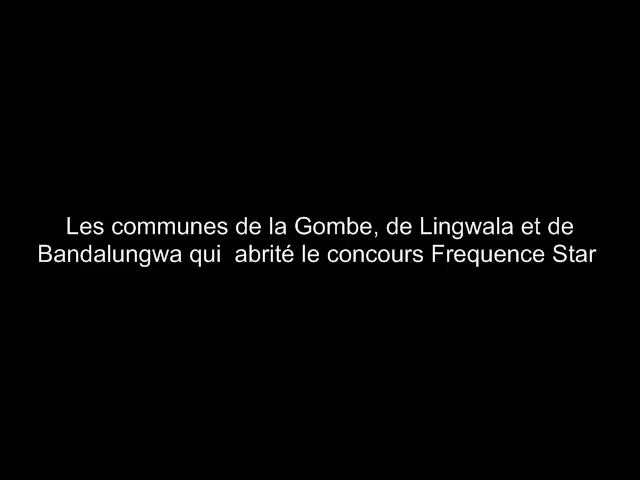 Les communes de la Gombe, de Lingwala et de
Bandalungwa qui  abrité le concours Frequence Star